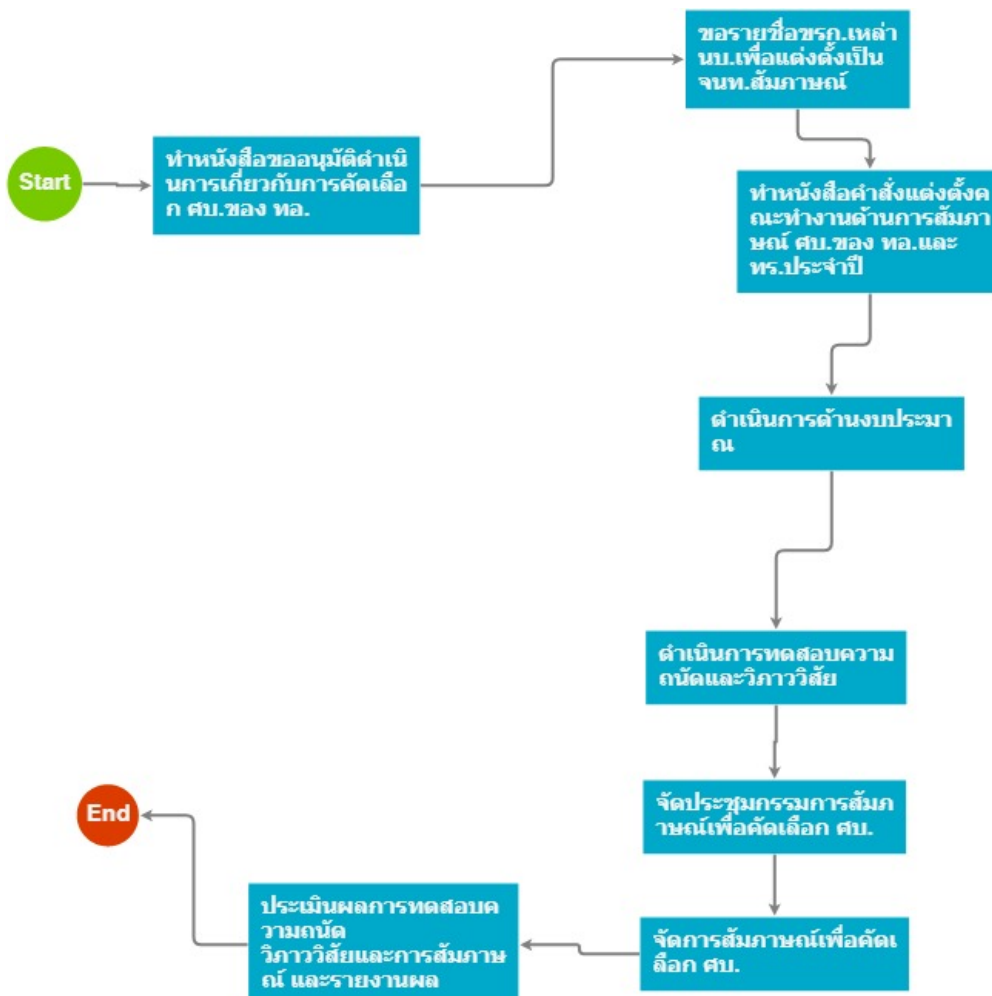 Start
ทำหนังสือขออนุมัติดำเนิ
นการเกี่ยวกับการคัดเลือ
ก ศบ.ของ ทอ.
ขอรายชื่อขรก.เหล่า
นบ.เพื่อแต่งตั้งเป็น
จนท.สัมภาษณ์
ทำหนังสือคำสั่งแต่งตั้งค
ณะทำงานด้านการสัมภา
ษณ์ ศบ.ของ ทอ.และ
ทร.ประจำปี
ดำเนินการด้านงบประมา
ณ
ดำเนินการทดสอบความ
ถนัดและวิภาววิสัย
จัดประชุมกรรมการสัมภ
าษณ์เพื่อคัดเลือก ศบ.
จัดการสัมภาษณ์เพื่อคัดเ
ลือก ศบ.
ประเมินผลการทดสอบค
วามถนัด
วิภาววิสัยและการสัมภาษ
ณ์ และรายงานผล
End